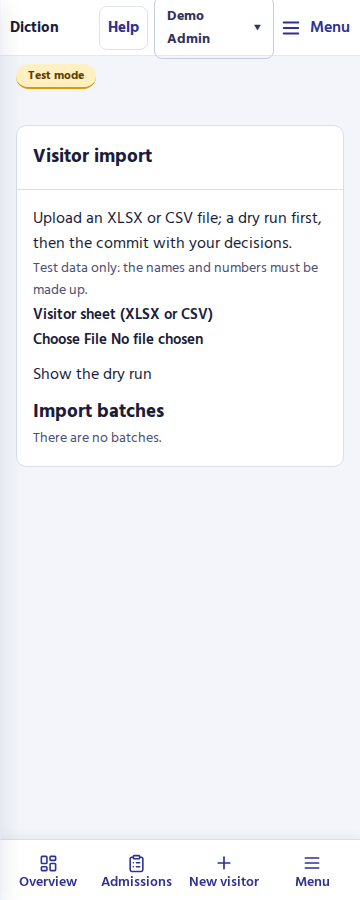 Diction
Help
Demo
Admin
Menu
Test mode
Visitor import
Upload an XLSX or CSV file; a dry run first,
then the commit with your decisions.
Test data only: the names and numbers must be
made up.
Visitor sheet (XLSX or CSV)
Choose File No file chosen
Show the dry run
Import batches
There are no batches.
Overview
Admissions
New visitor
Menu